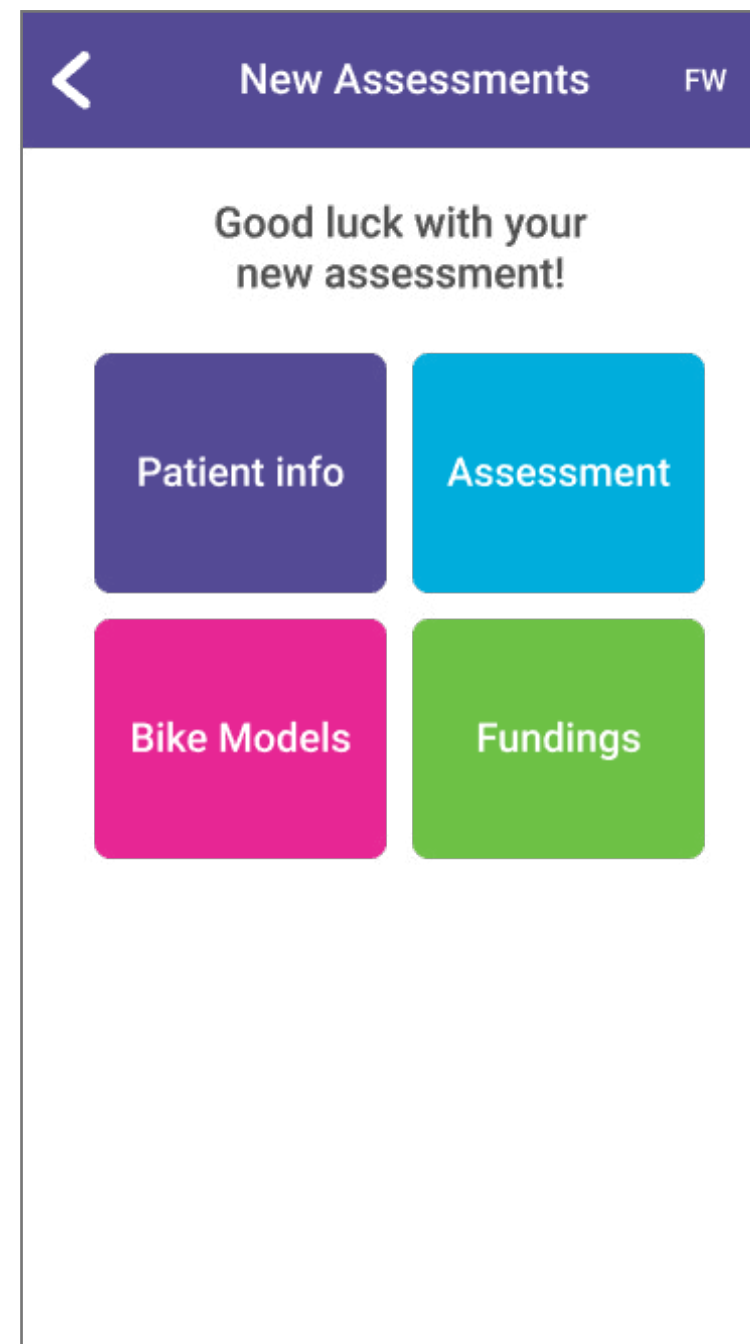 New Assessments FW
Good luck with your
new assessment!
Patient info
Assessment
Bike Models
Fundings